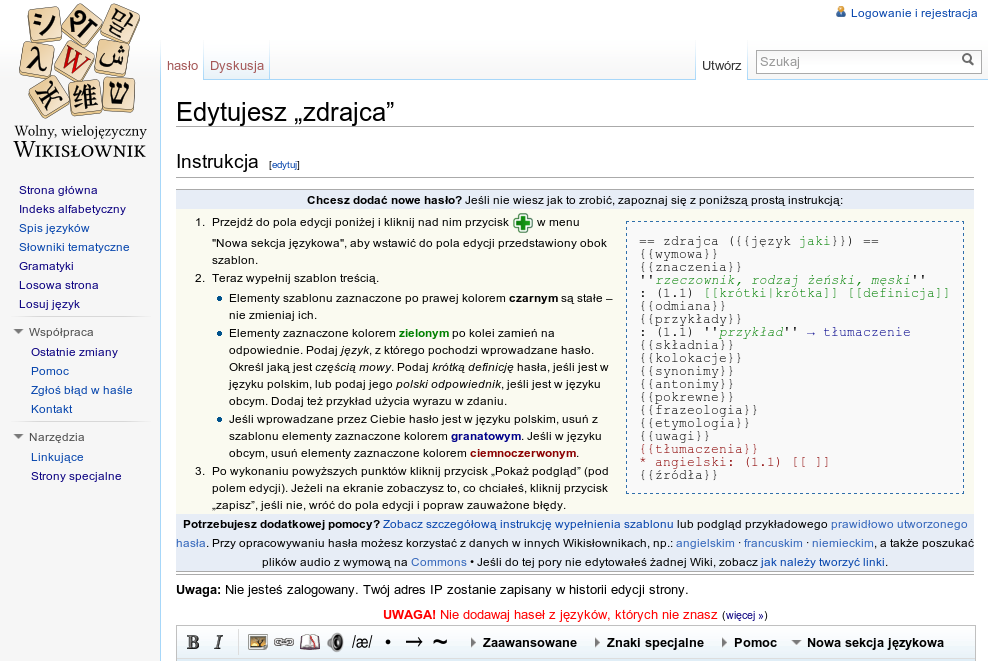 Logowanie i rejestracja
hasło Dyskusja Utwórz Szukaj
Wolny, wielojęzyczny
WIKISŁOWNIK
Strona główna
Indeks alfabetyczny
Spis języków
Słowniki tematyczne
Gramatyki
Losowa strona
Losuj język
Współpraca
Ostatnie zmiany
Pomoc
Zgłoś błąd w haśle
Kontakt
Narzędzia
Linkujące
Strony specjalne
Edytujesz „zdrajca”
Instrukcja [edytuj]
Chcesz dodać nowe hasło? Jeśli nie wiesz jak to zrobić, zapoznaj się z poniższą prostą instrukcją:
1. Przejdź do pola edycji poniżej i kliknij nad nim przycisk w menu
"Nowa sekcja językowa", aby wstawić do pola edycji przedstawiony obok
szablon.
2. Teraz wypełnij szablon treścią.
• Elementy szablonu zaznaczone po prawej kolorem czarnym są stałe –
nie zmieniaj ich.
• Elementy zaznaczone kolorem zielonym po kolei zamień na
odpowiednie. Podaj język, z którego pochodzi wprowadzane hasło.
Określ jaką jest częścią mowy. Podaj krótką definicję hasła, jeśli jest w
języku polskim, lub podaj jego polski odpowiednik, jeśli jest w języku
obcym. Dodaj też przykład użycia wyrazu w zdaniu.
• Jeśli wprowadzane przez Ciebie hasło jest w języku polskim, usuń z
szablonu elementy zaznaczone kolorem granatowym. Jeśli w języku
obcym, usuń elementy zaznaczone kolorem ciemnoczerwonym.
3. Po wykonaniu powyższych punktów kliknij przycisk „Pokaż podgląd” (pod
polem edycji). Jeżeli na ekranie zobaczysz to, co chciałeś, kliknij przycisk
„zapisz”, jeśli nie, wróć do pola edycji i popraw zauważone błędy.
== zdrajca ({{język jaki}}) ==
{{wymowa}}
{{znaczenia}}
''rzeczownik, rodzaj żeński, męski''
: (1.1) [[krótki|krótka]] [[definicja]]
{{odmiana}}
{{przykłady}}
: (1.1) ''przykład'' → tłumaczenie
{{składnia}}
{{kolokacje}}
{{synonimy}}
{{antonimy}}
{{pokrewne}}
{{frazeologia}}
{{etymologia}}
{{uwagi}}
{{tłumaczenia}}
* angielski: (1.1) [[ ]]
{{źródła}}
Potrzebujesz dodatkowej pomocy? Zobacz szczegółową instrukcję wypełnienia szablonu lub podgląd przykładowego prawidłowo utworzonego
hasła. Przy opracowywaniu hasła możesz korzystać z danych w innych Wikisłownikach, np.: angielskim · francuskim · niemieckim, a także poszukać
plików audio z wymową na Commons • Jeśli do tej pory nie edytowałeś żadnej Wiki, zobacz jak należy tworzyć linki.
Uwaga: Nie jesteś zalogowany. Twój adres IP zostanie zapisany w historii edycji strony.
UWAGA! Nie dodawaj haseł z języków, których nie znasz (więcej »)
B I /æ/ • → ~ Zaawansowane Znaki specjalne Pomoc Nowa sekcja językowa